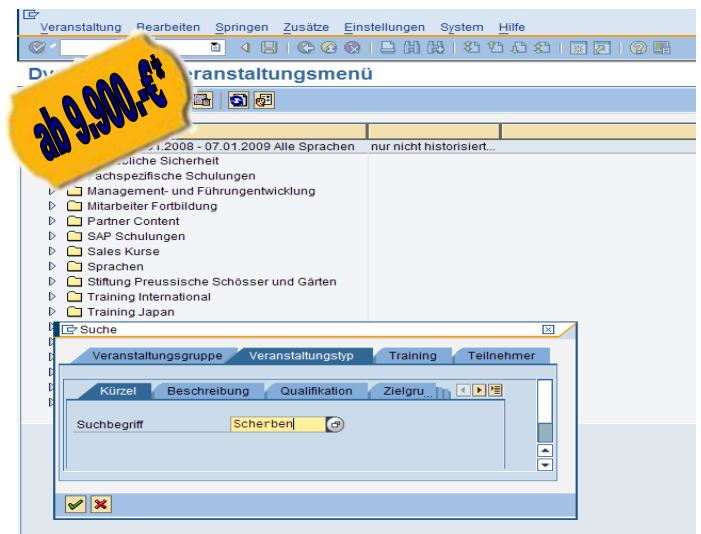 Veranstaltung Bearbeiten Springen Zusätze Einstellungen System Hilfe
ab 9.900,-€*
eranstaltungsmenü
.2008 - 07.01.2009 Alle Sprachen nur nicht historisiert...
bliche Sicherheit
achspezifische Schulungen
Management- und Führungentwicklung
Mitarbeiter Fortbildung
Partner Content
SAP Schulungen
Sales Kurse
Sprachen
Stiftung Preussische Schösser und Gärten
Training International
Training Japan
Suche
Veranstaltungsgruppe Veranstaltungstyp Training Teilnehmer
Kürzel Beschreibung Qualifikation Zielgru...
Suchbegriff Scherben